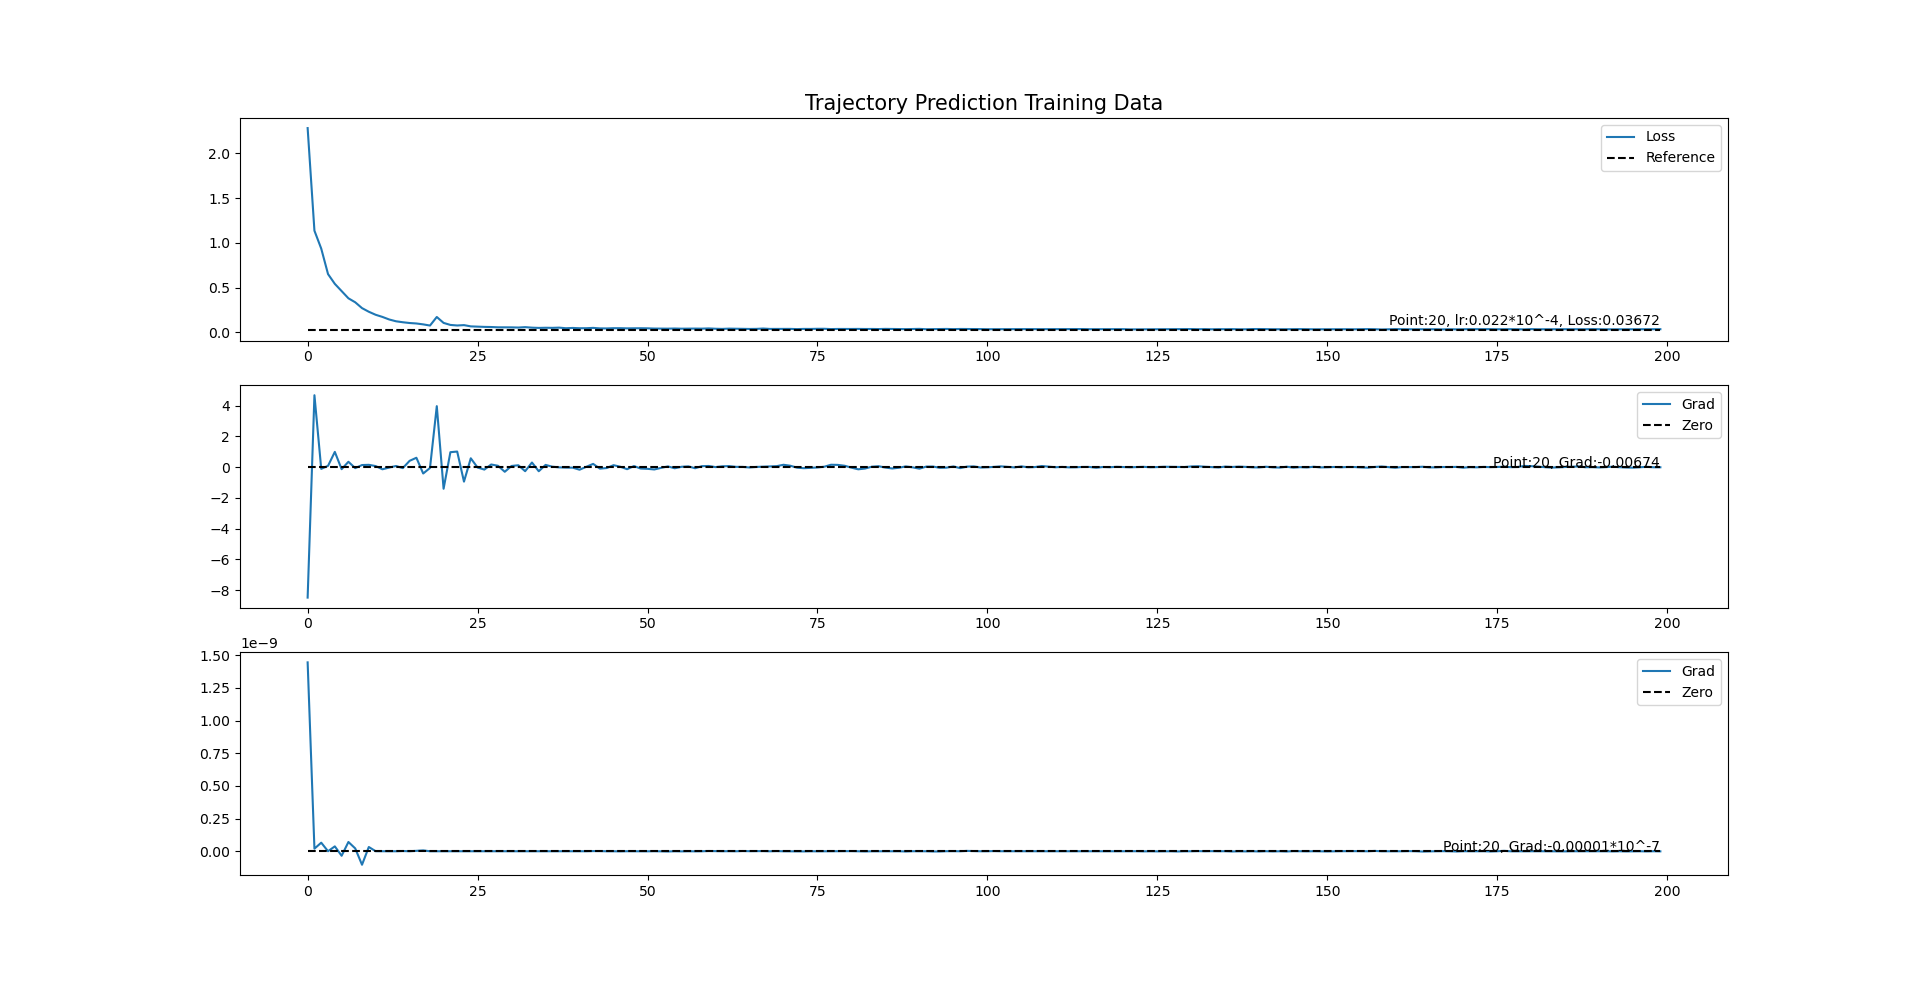 Trajectory Prediction Training Data
2.0
1.5
1.0
0.5
0.0
Loss
Reference
Point:20, lr:0.022*10^-4, Loss:0.03672
0 25 50 75 100 125 150 175 200
4
2
0
−2
−4
−6
−8
Grad
Zero
Point:20, Grad:-0.00674
0 25 50 75 100 125 150 175 200
1e−9
1.50
1.25
1.00
0.75
0.50
0.25
0.00
Grad
Zero
Point:20, Grad:-0.00001*10^-7
0 25 50 75 100 125 150 175 200